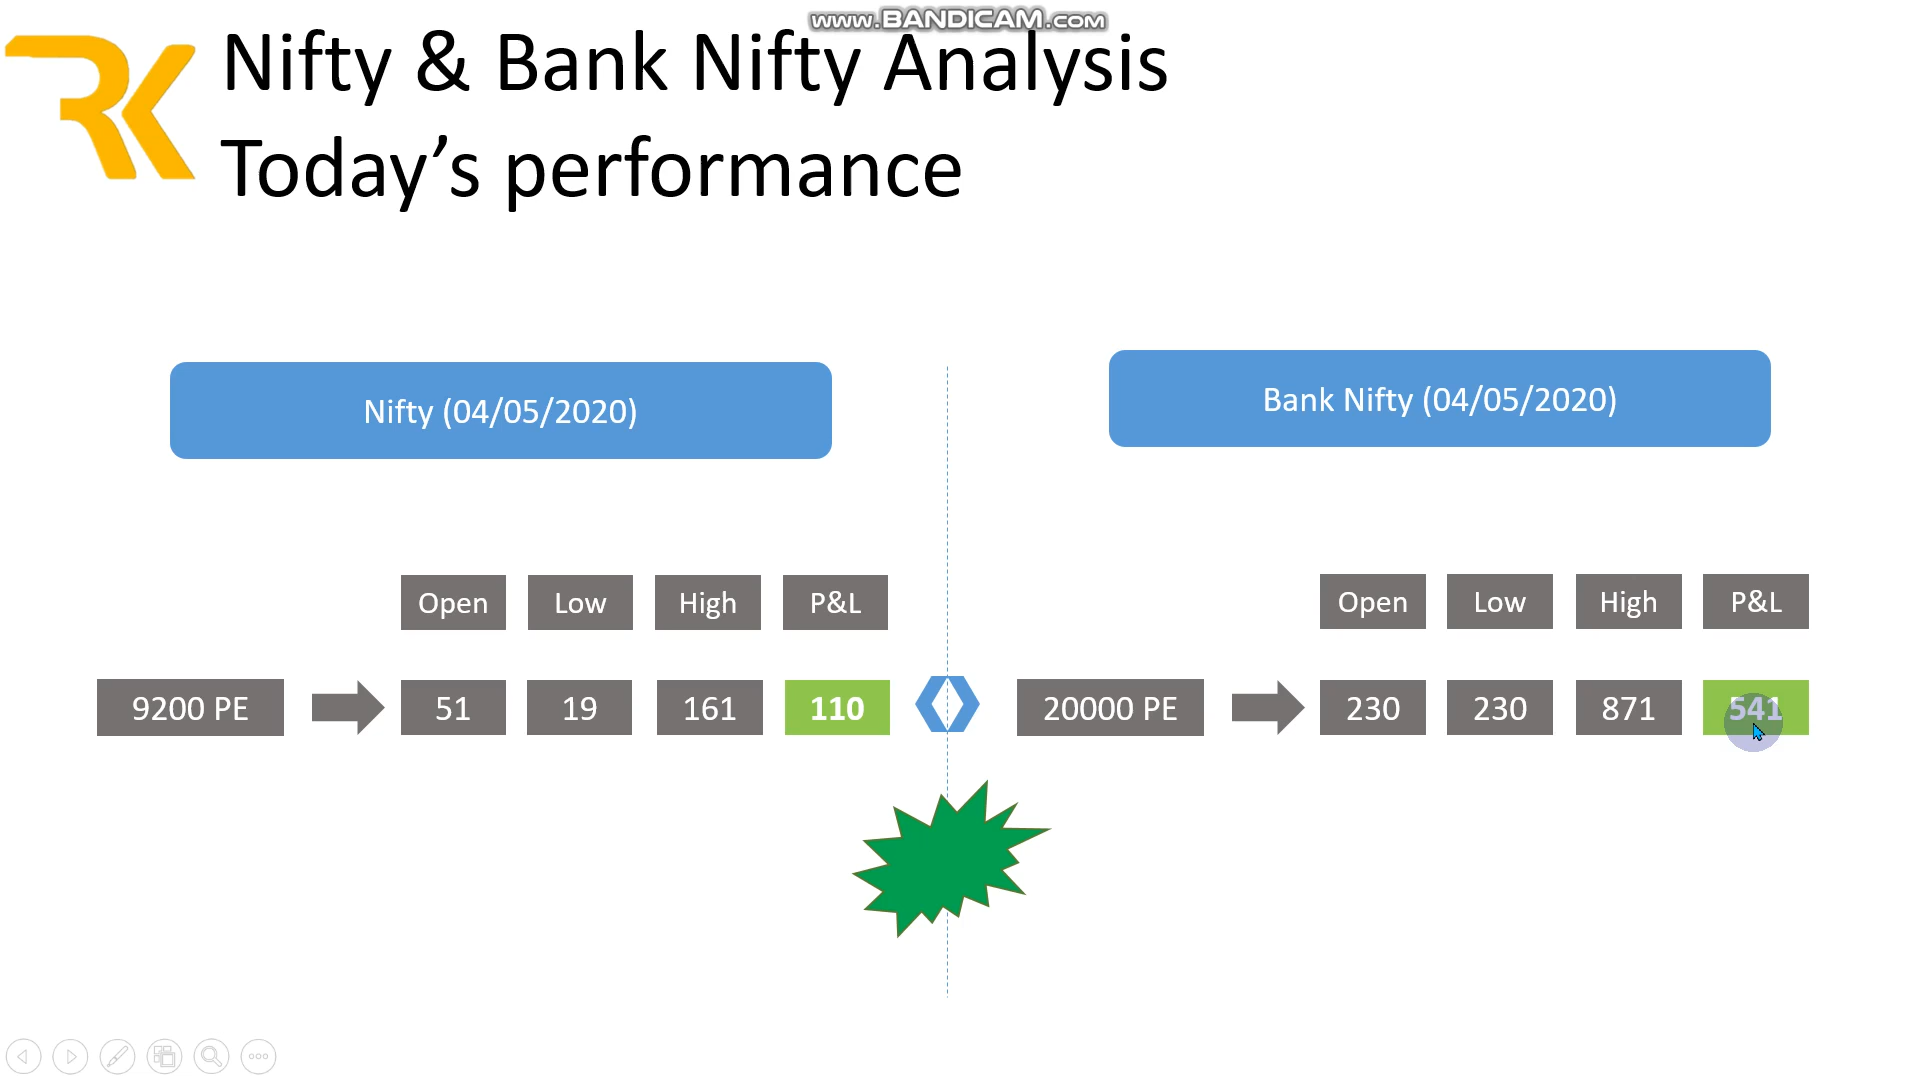 www.BANDICAM.com
RK
Nifty & Bank Nifty Analysis
Today’s performance
Nifty (04/05/2020)
Bank Nifty (04/05/2020)
Open Low High P&L
Open Low High P&L
9200 PE 51 19 161 110
20000 PE 230 230 871 541